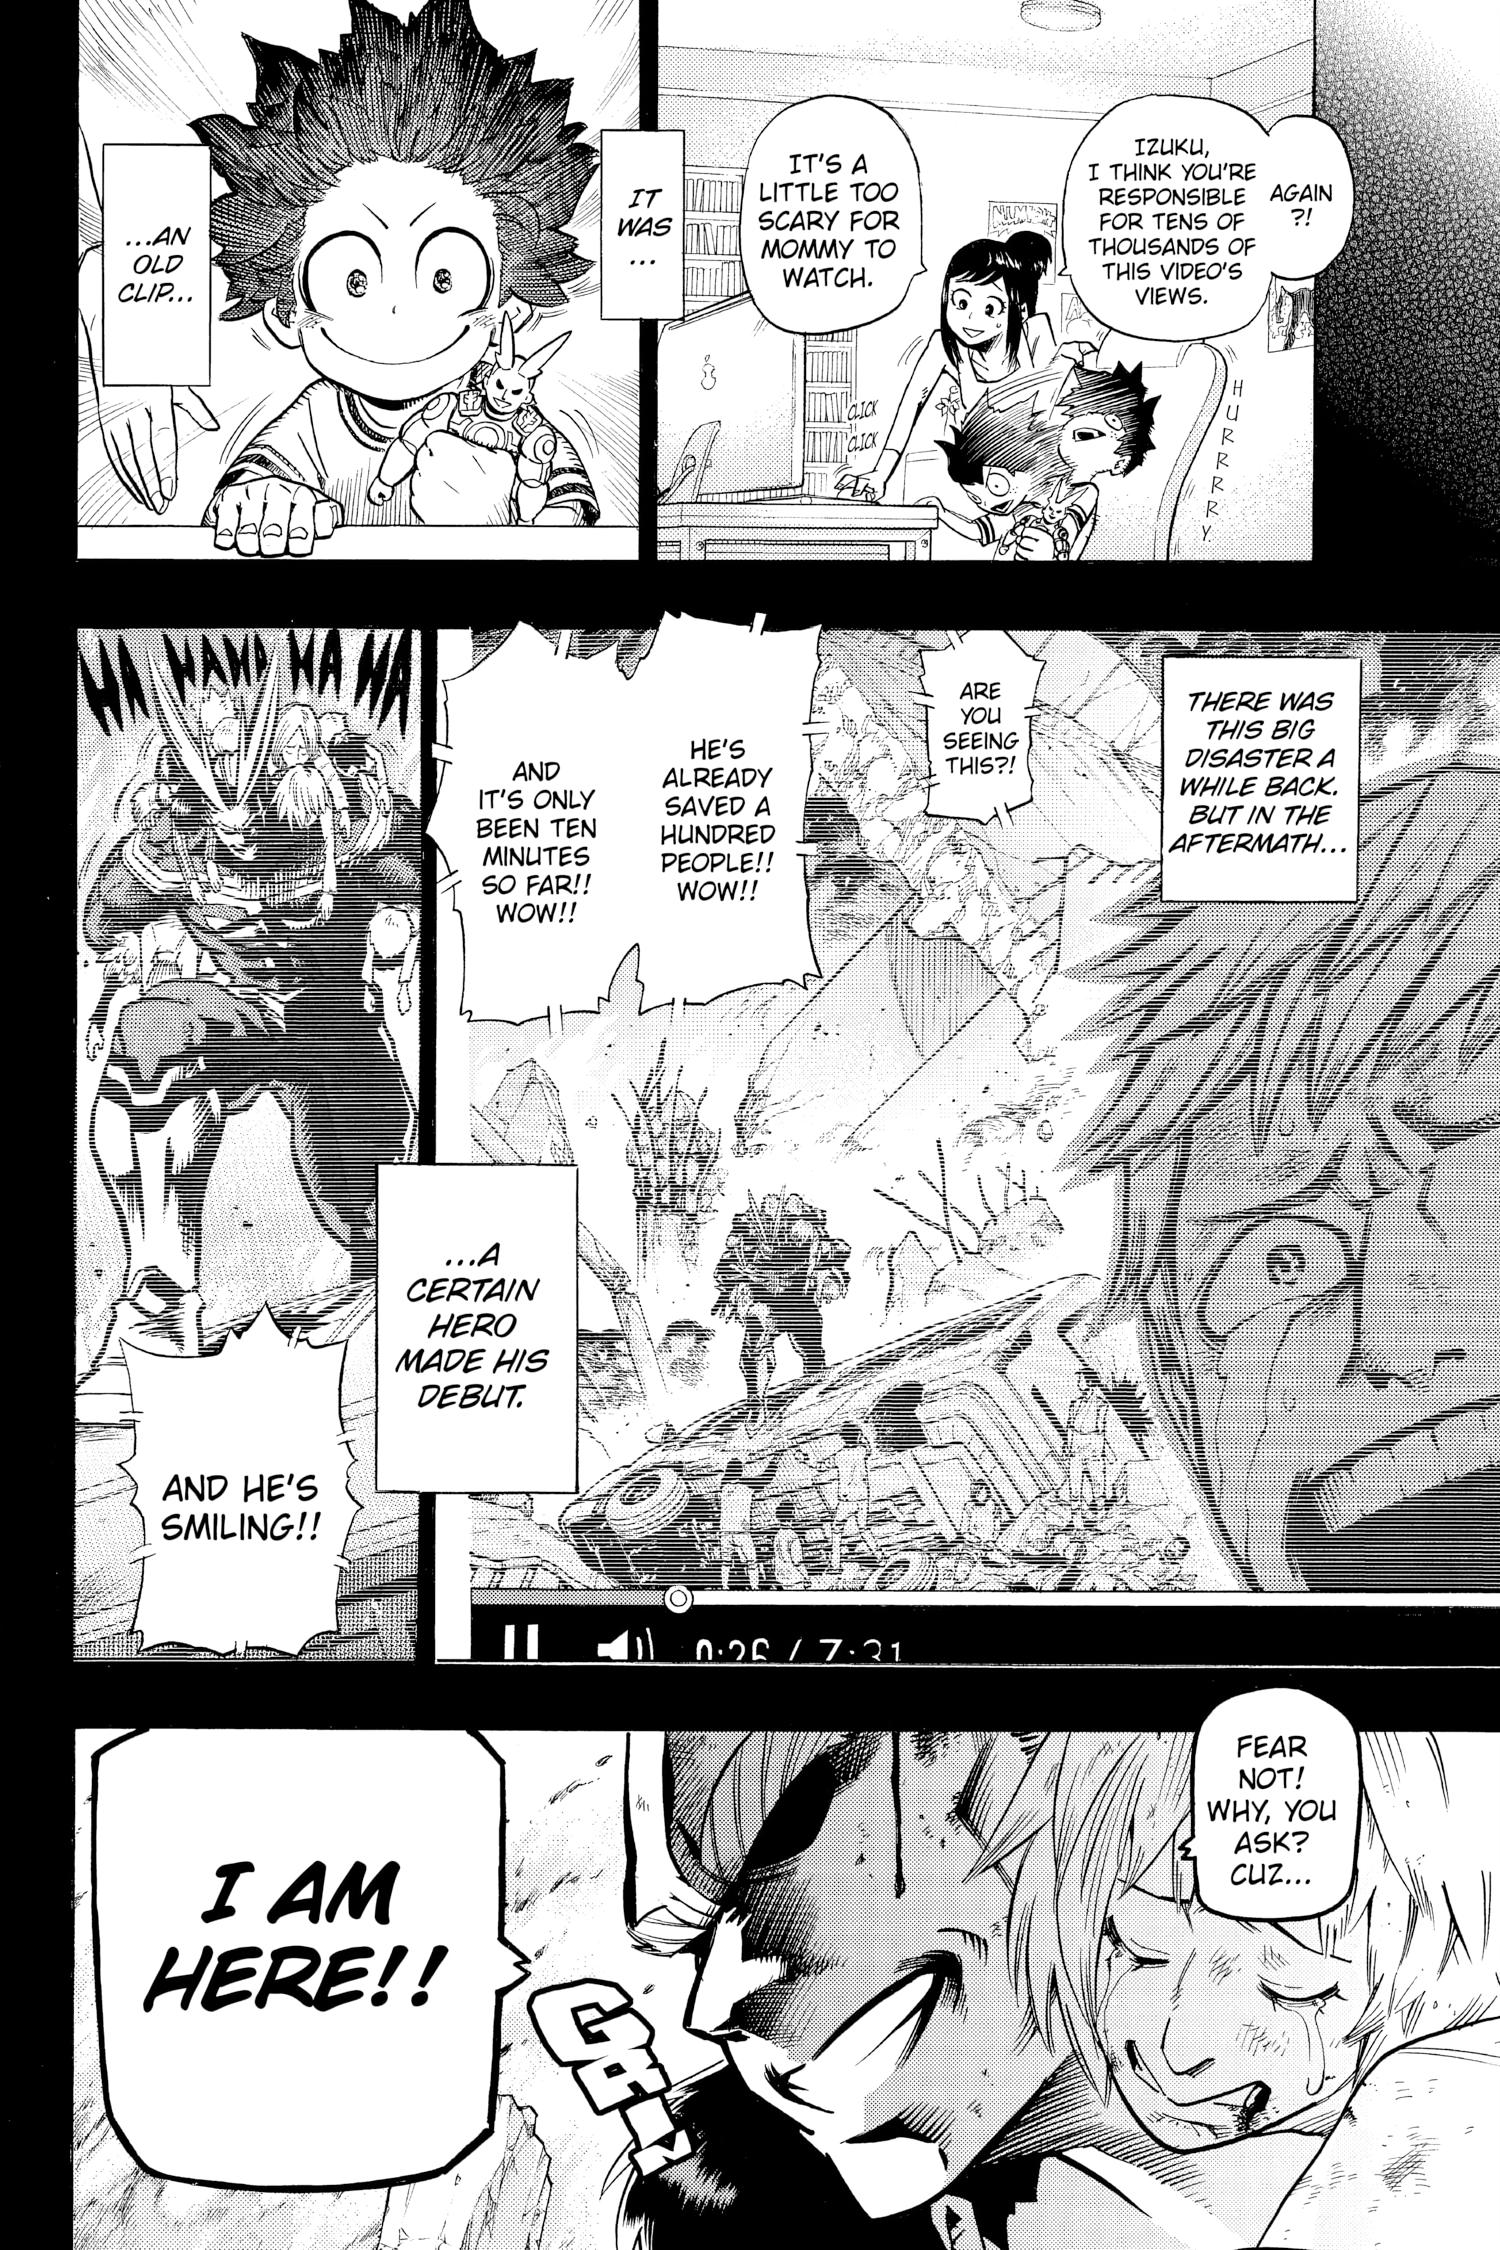 AGAIN
?!
IZUKU,
I THINK YOU'RE
RESPONSIBLE
FOR TENS OF
THOUSANDS OF
THIS VIDEO'S
VIEWS.
HURRRRY.
IT'S A
LITTLE TOO
SCARY FOR
MOMMY TO
WATCH.
CLICK
CLICK
IT
WAS
...
...AN
OLD
CLIP...
THERE WAS
THIS BIG
DISASTER A
WHILE BACK.
BUT IN THE
AFTERMATH...
ARE
YOU
SEEING
THIS?!
HE'S
ALREADY
SAVED A
HUNDRED
PEOPLE!!
WOW!!
AND
IT'S ONLY
BEEN TEN
MINUTES
SO FAR!!
WOW!!
...A
CERTAIN
HERO
MADE HIS
DEBUT.
0:26 / 7:31
HA HAHA HA HA
AND HE'S
SMILING!!
FEAR
NOT!
WHY, YOU
ASK?
CUZ...
GRIM
I AM
HERE!!